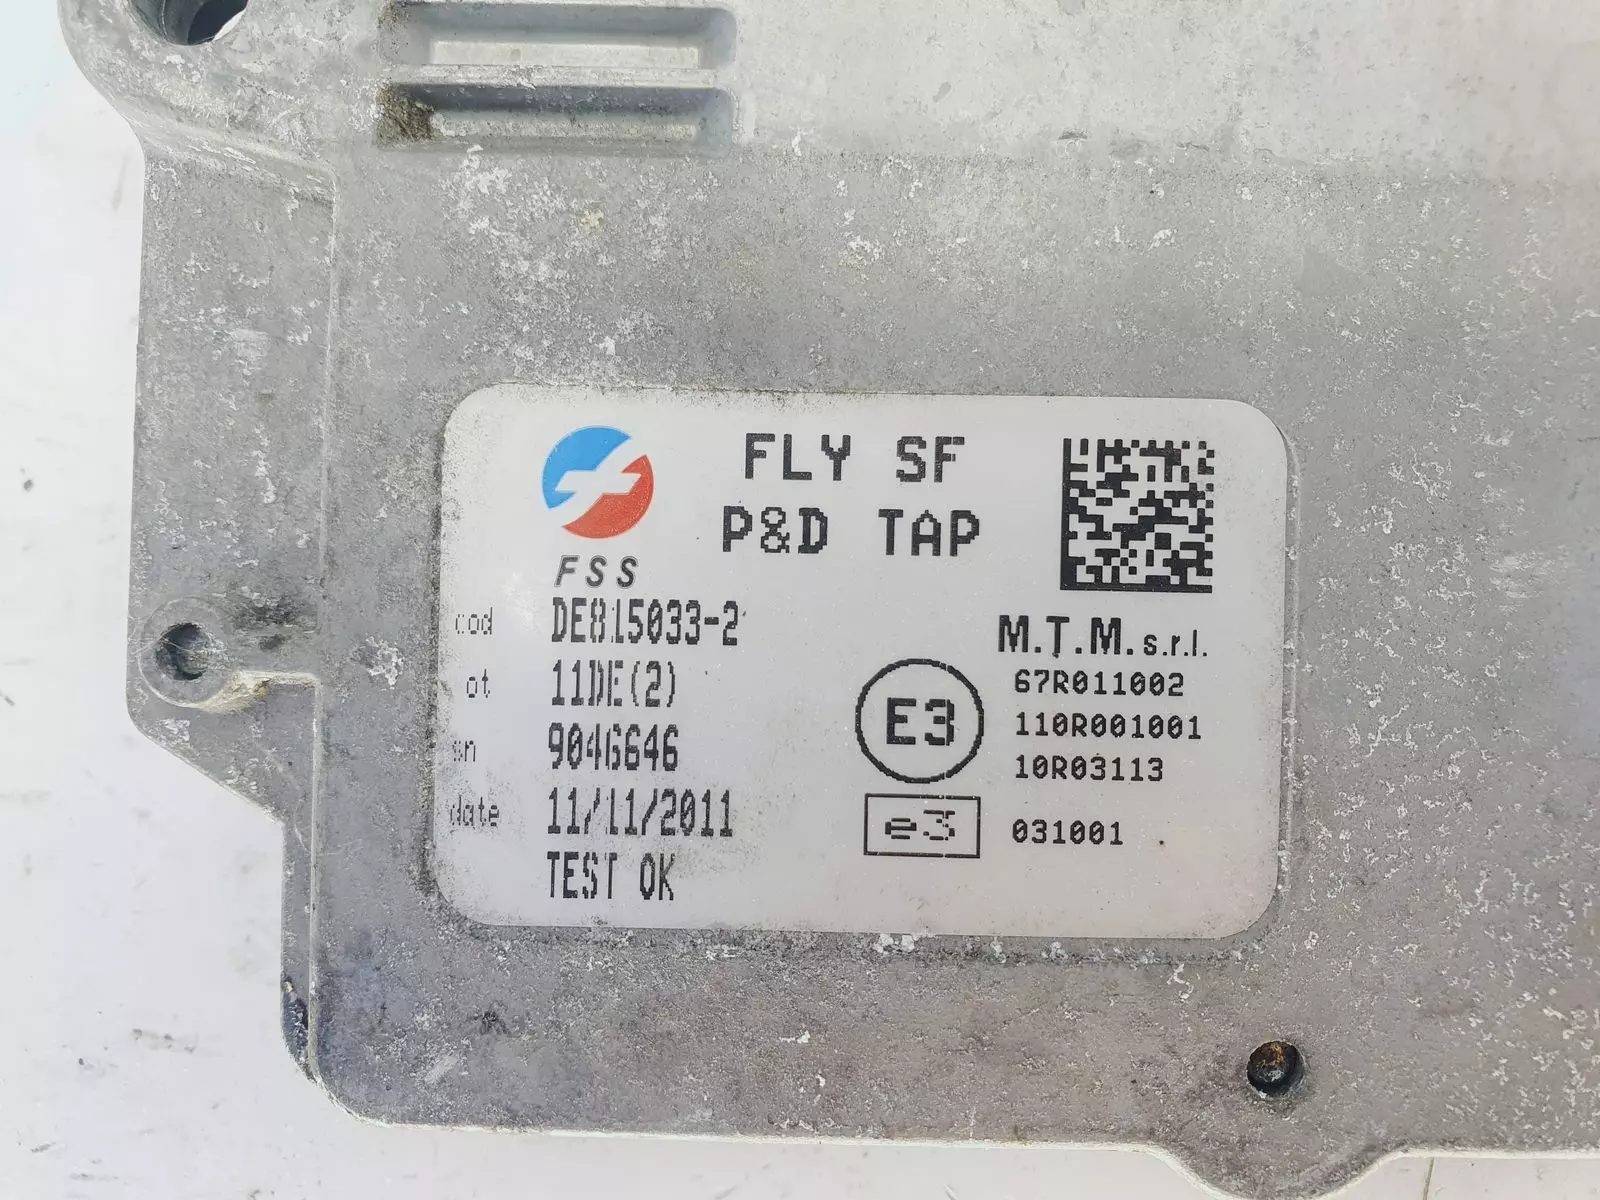 FLY SF
P&D TAP
FSS
cod DE815033-2
ot 11DE(2)
sn 9046646
date 11/11/2011
TEST OK
M.T.M. s.r.l.
E3
67R011002
110R001001
10R03113
e3 031001